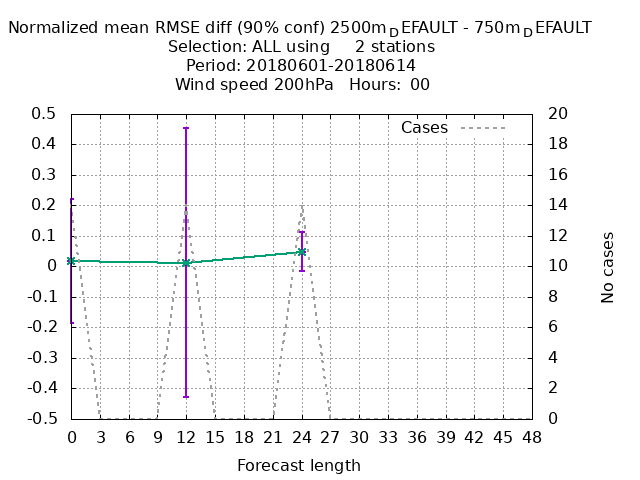 Normalized mean RMSE diff (90% conf) 2500mDEFAULT - 750mDEFAULT
Selection: ALL using 2 stations
Period: 20180601-20180614
Wind speed 200hPa Hours: 00
Cases
0.5
0.4
0.3
0.2
0.1
0
-0.1
-0.2
-0.3
-0.4
-0.5
20
18
16
14
12
10
8
6
4
2
0
No cases
0 3 6 9 12 15 18 21 24 27 30 33 36 39 42 45 48
Forecast length